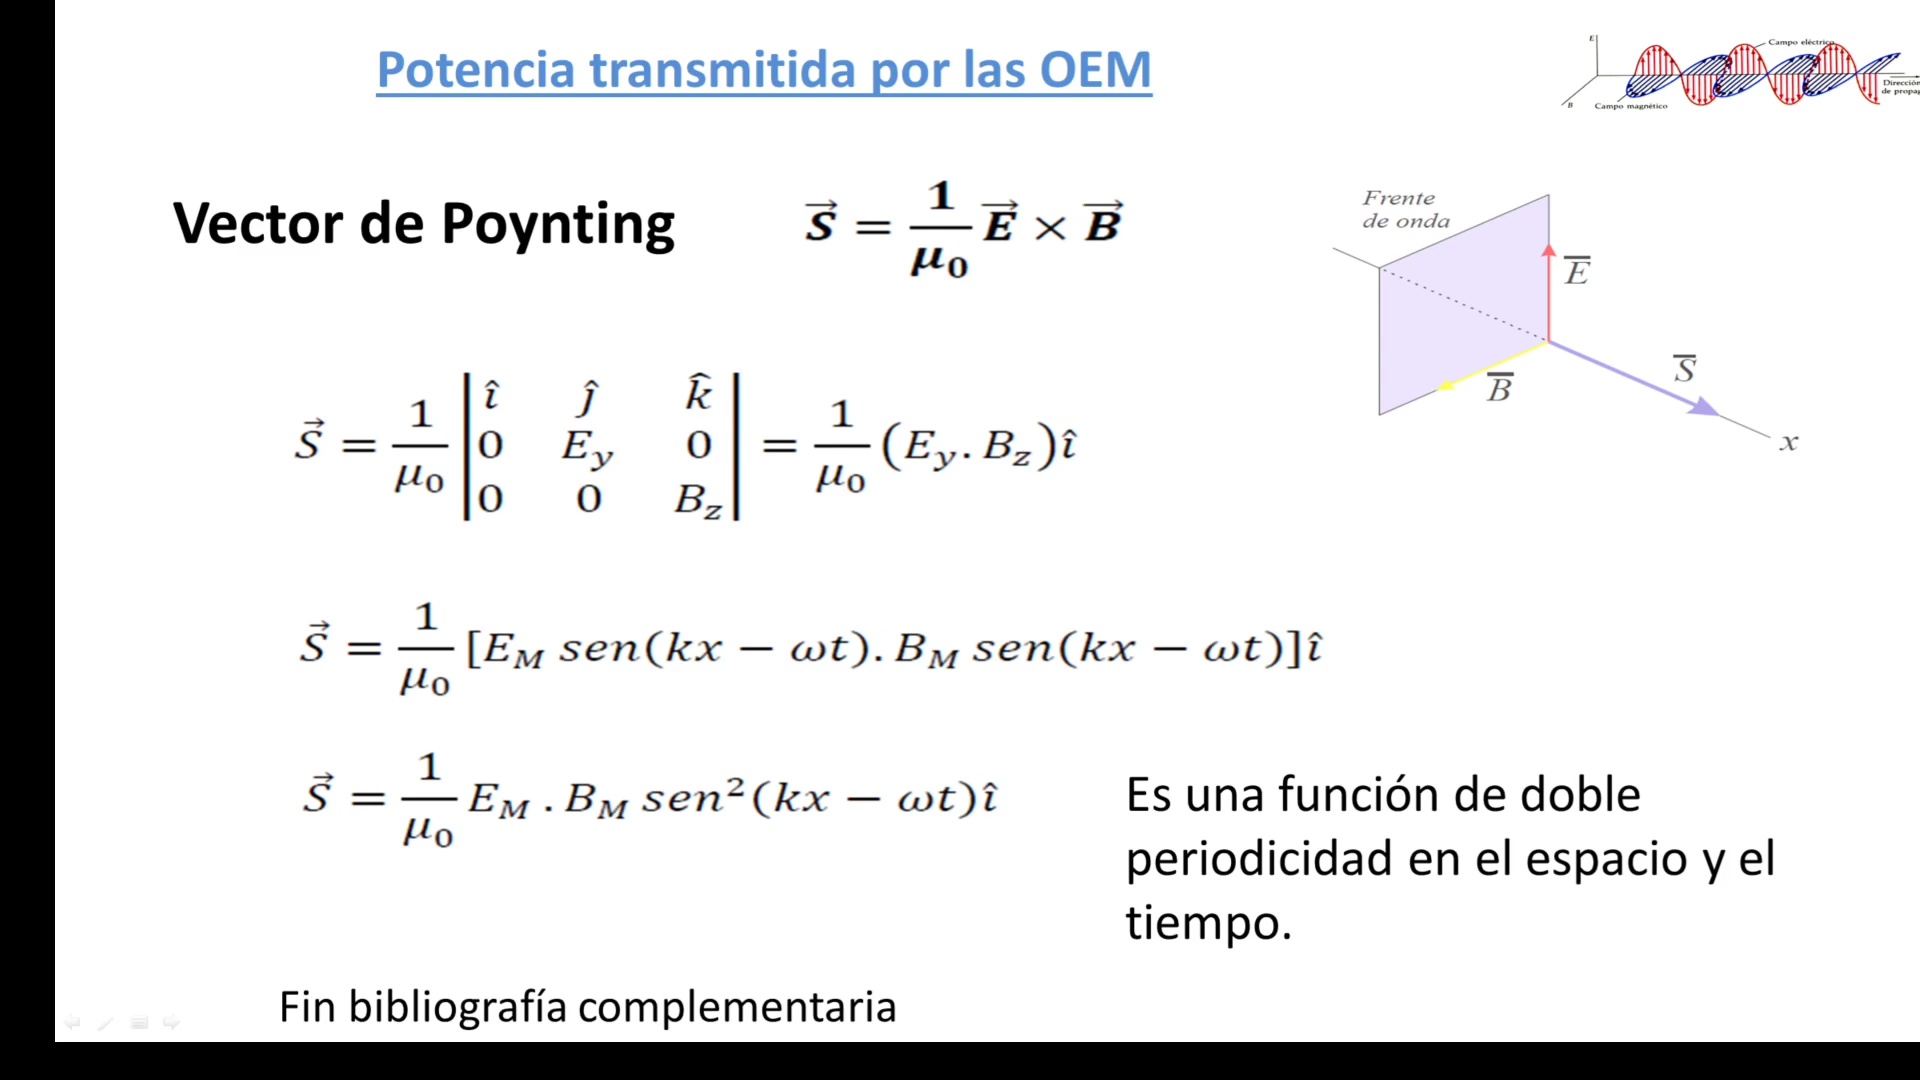 Potencia transmitida por las OEM
E
Campo eléctrico
Dirección
de propag
B
Campo magnético
Vector de Poynting
\vec{S} = \frac{1}{\mu_0} \vec{E} × \vec{B}
Frente
de onda
\overline{E}
\overline{S}
\overline{B}
x
\vec{S} = \frac{1}{\mu_0} \begin{vmatrix} \hat{\imath} & \hat{\jmath} & \hat{k} \\ 0 & E_y & 0 \\ 0 & 0 & B_z \end{vmatrix} = \frac{1}{\mu_0} (E_y . B_z)\hat{\imath}
\vec{S} = \frac{1}{\mu_0} [E_M sen(kx − ωt). B_M sen(kx − ωt)]\hat{\imath}
\vec{S} = \frac{1}{\mu_0} E_M . B_M sen^2(kx − ωt)\hat{\imath}
Es una función de doble
periodicidad en el espacio y el
tiempo.
Fin bibliografía complementaria